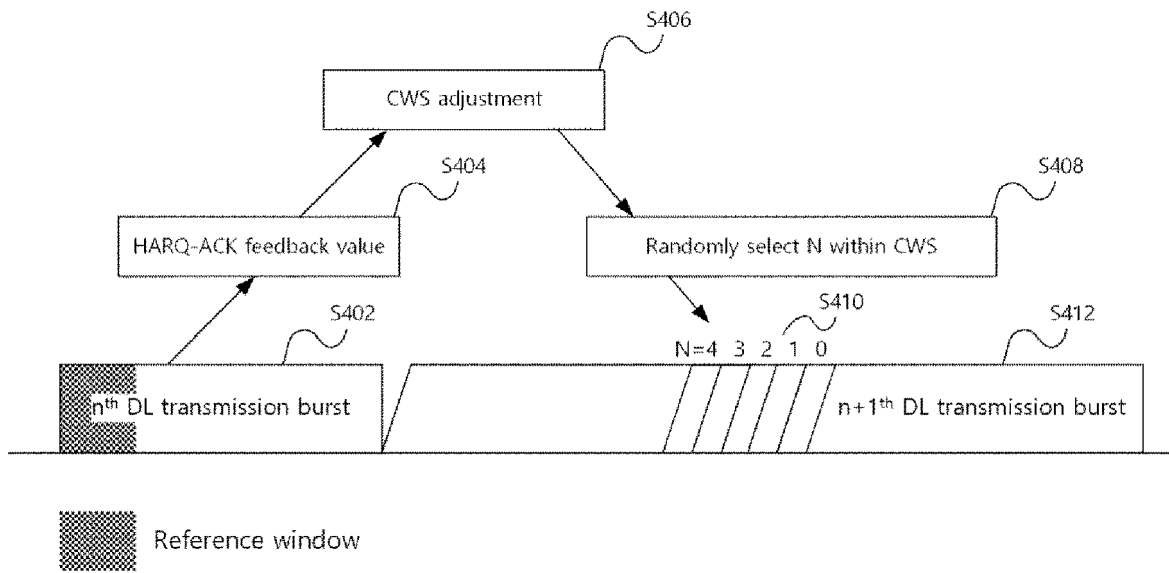 S406
CWS adjustment
S404
S408
HARQ-ACK feedback value
Randomly select N within CWS
S402
S410
S412
N=4 3 2 1 0
nth DL transmission burst
n+1th DL transmission burst
Reference window